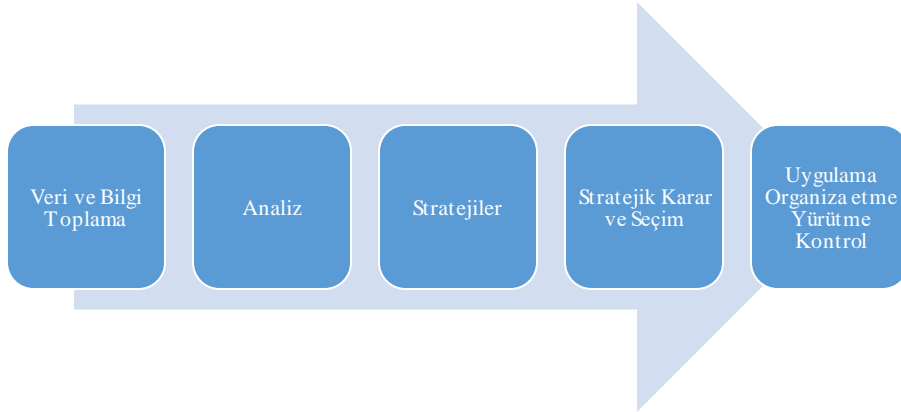 Veri ve Bilgi
Toplama
Analiz
Stratejiler
Stratejik Karar
ve Seçim
Uygulama
Organiza etme
Yürütme
Kontrol